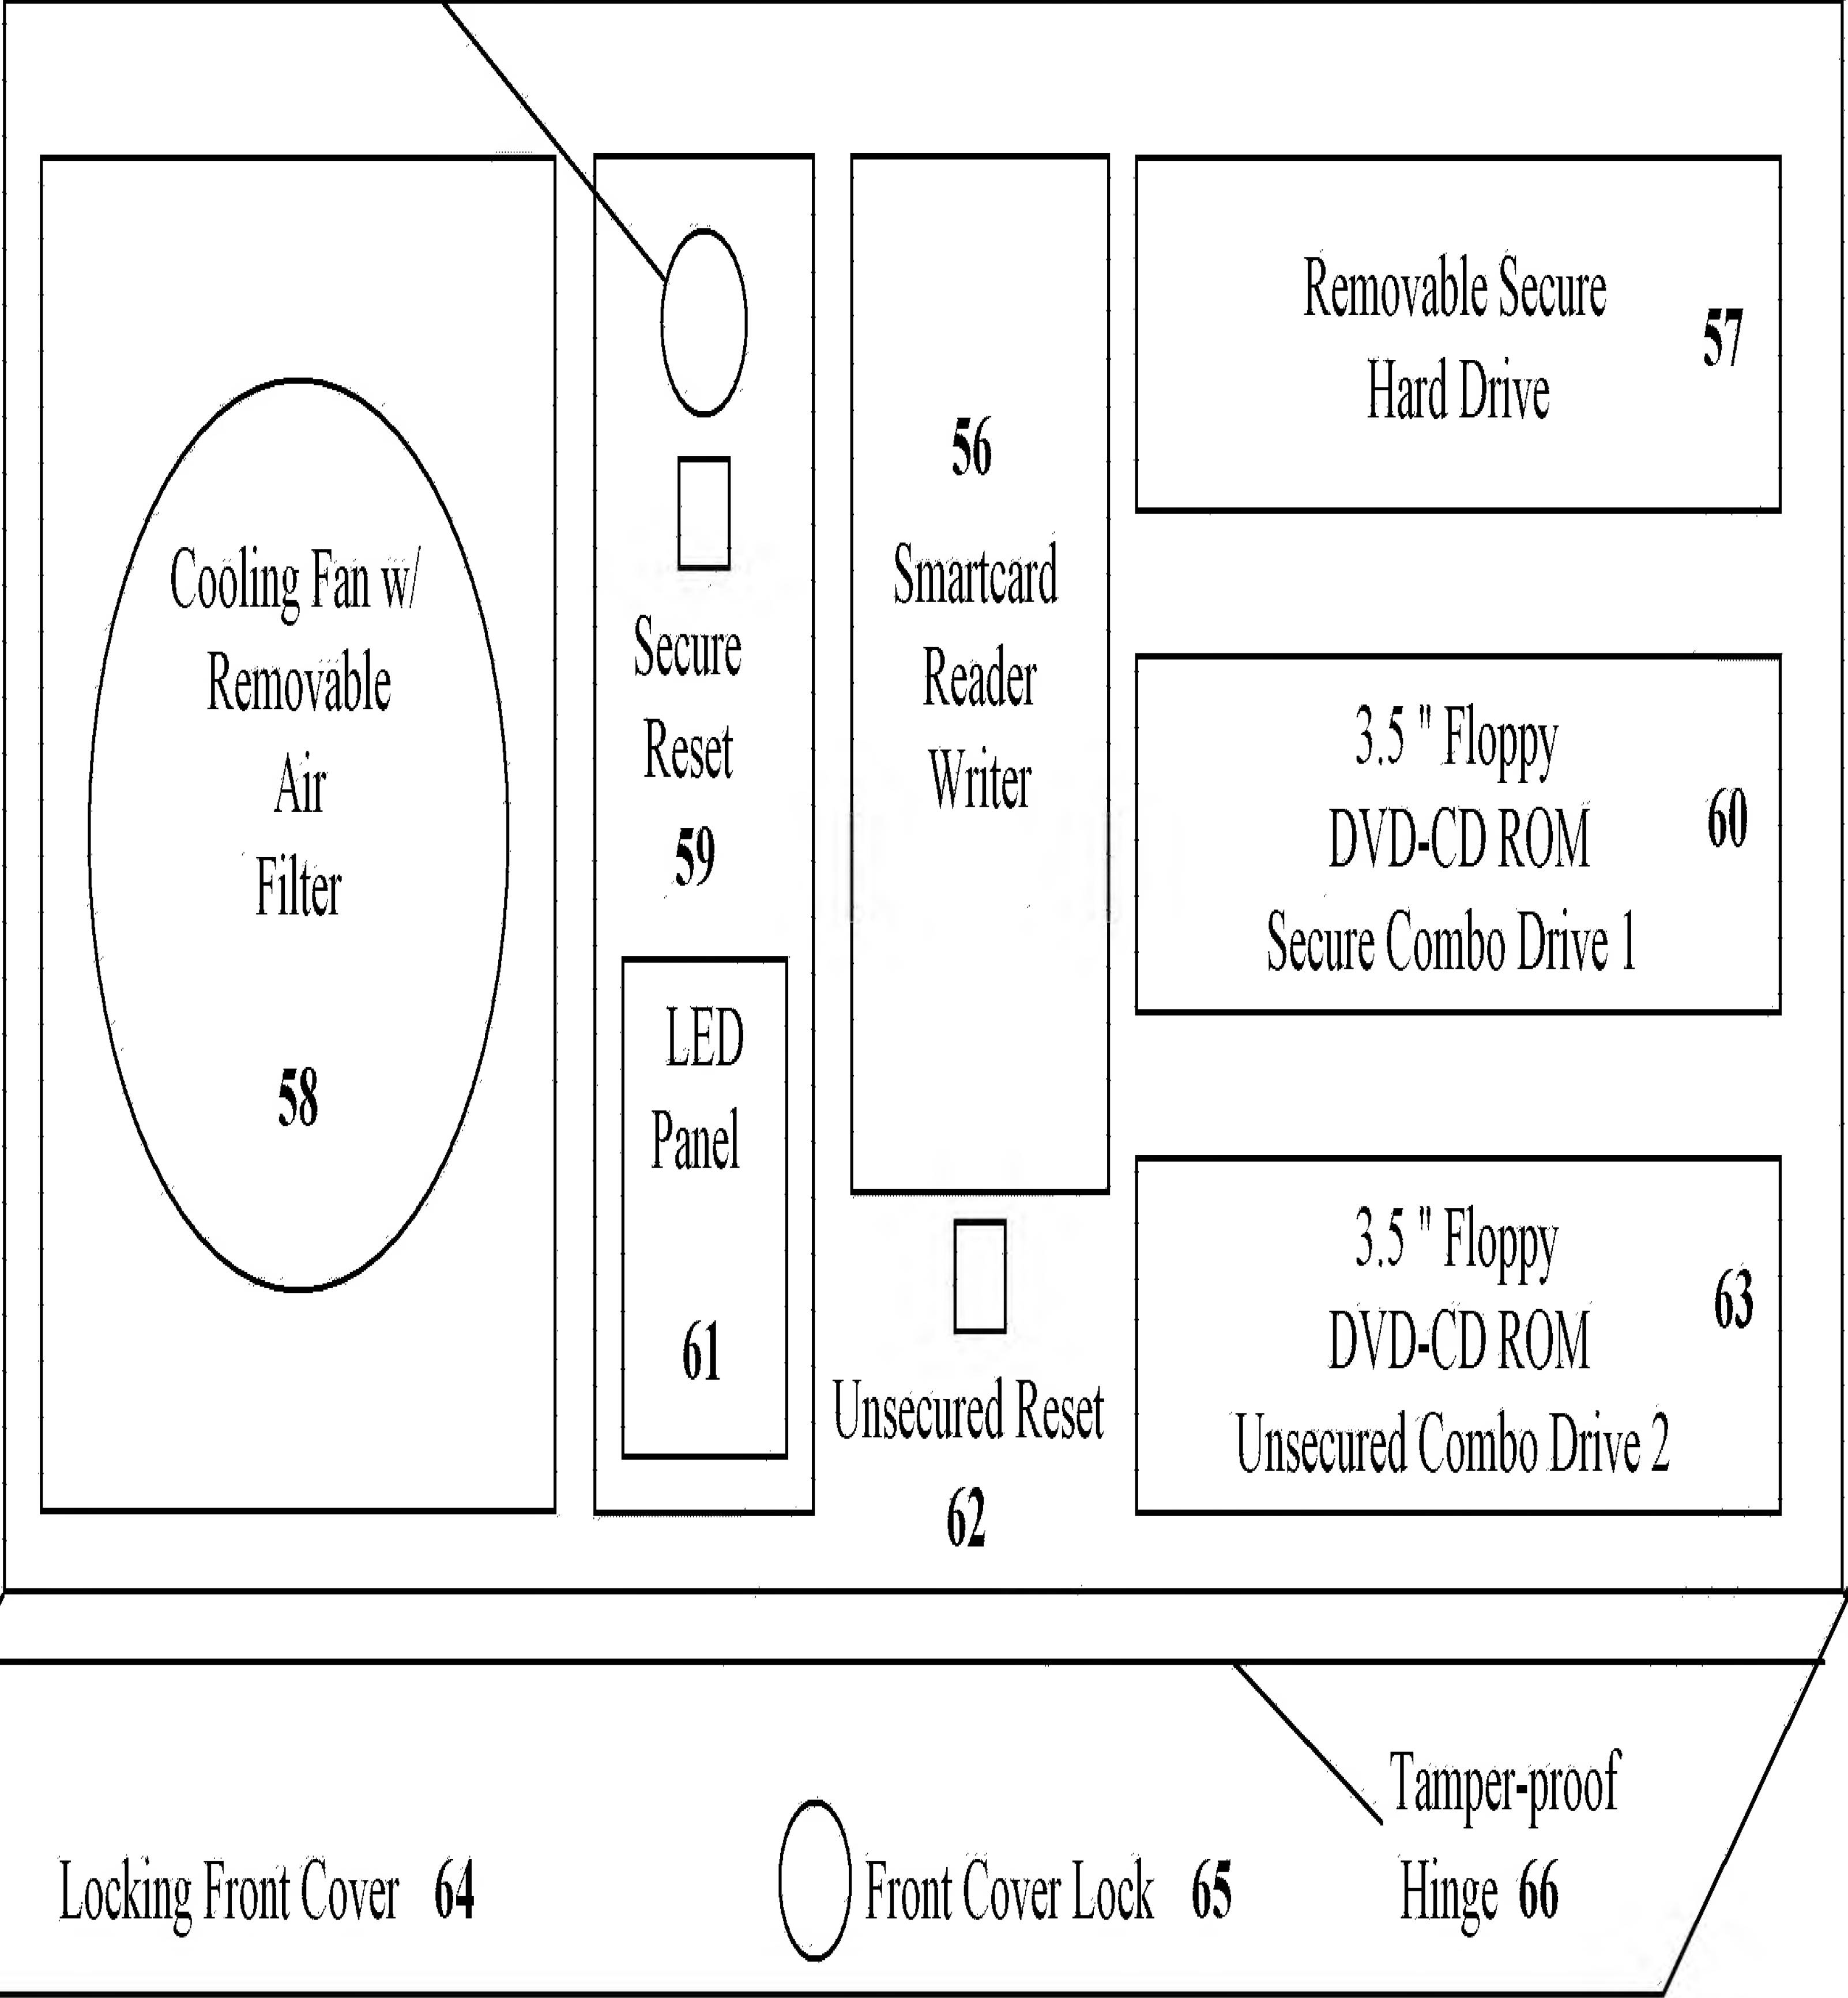 Cooling Fan w/
Removable
Air
Filter
58
Secure
Reset
59
LED
Panel
61
56
Smartcard
Reader
Writer
Unsecured Reset
62
Removable Secure
Hard Drive
57
3.5 " Floppy
DVD-CD ROM
Secure Combo Drive 1
60
3.5 " Floppy
DVD-CD ROM
Unsecured Combo Drive 2
63
Locking Front Cover 64
Front Cover Lock 65
Tamper-proof
Hinge 66